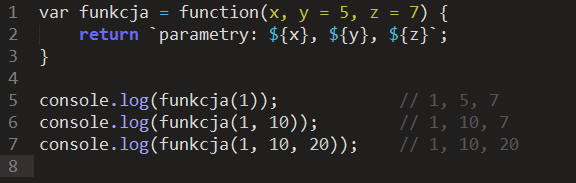 1 var funkcja = function(x, y = 5, z = 7) {
2     return `parametry: ${x}, ${y}, ${z}`;
3 }
4
5 console.log(funkcja(1));            // 1, 5, 7
6 console.log(funkcja(1, 10));        // 1, 10, 7
7 console.log(funkcja(1, 10, 20));    // 1, 10, 20
8